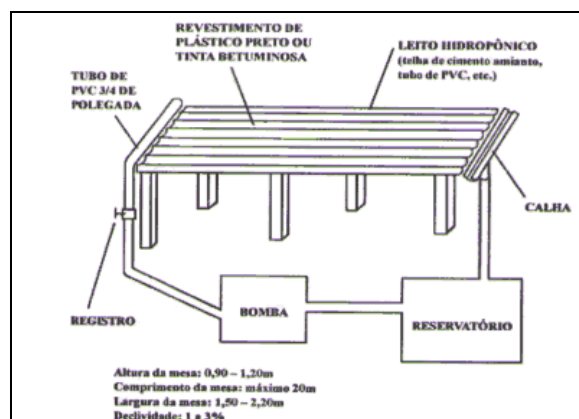 REVESTIMENTO DE
PLÁSTICO PRETO OU
TINTA BETUMINOSA
LEITO HIDROPÔNICO
(telha de cimento amianto,
tubo de PVC, etc.)
TUBO DE
PVC 3/4 DE
POLEGADA
CALHA
REGISTRO
BOMBA
RESERVATÓRIO
Altura da mesa: 0,90 – 1,20m
Comprimento da mesa: máximo 20m
Largura da mesa: 1,50 – 2,20m
Declividade: 1 a 3%